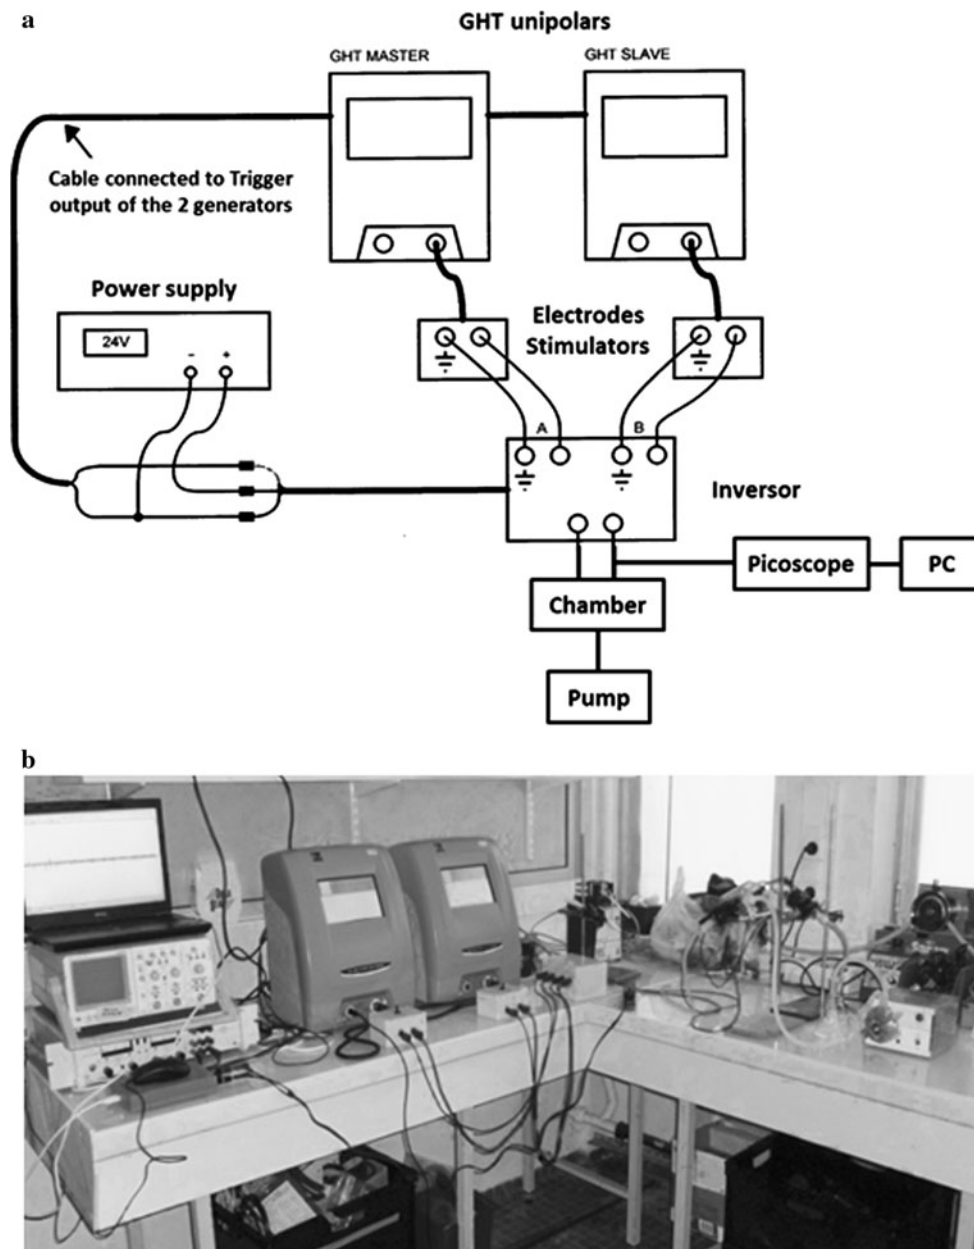 a
GHT unipolars
GHT MASTER
GHT SLAVE
Cable connected to Trigger
output of the 2 generators
Power supply
24V
- +
Electrodes
Stimulators
A
B
Inversor
Picoscope
PC
Chamber
Pump
b